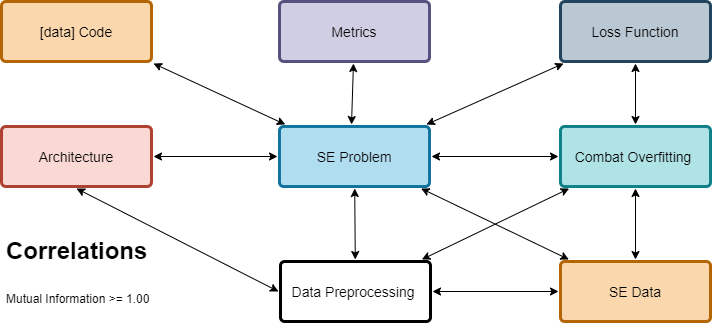 [data] Code
Metrics
Loss Function
Architecture
SE Problem
Combat Overfitting
Correlations
Mutual Information >= 1.00
Data Preprocessing
SE Data